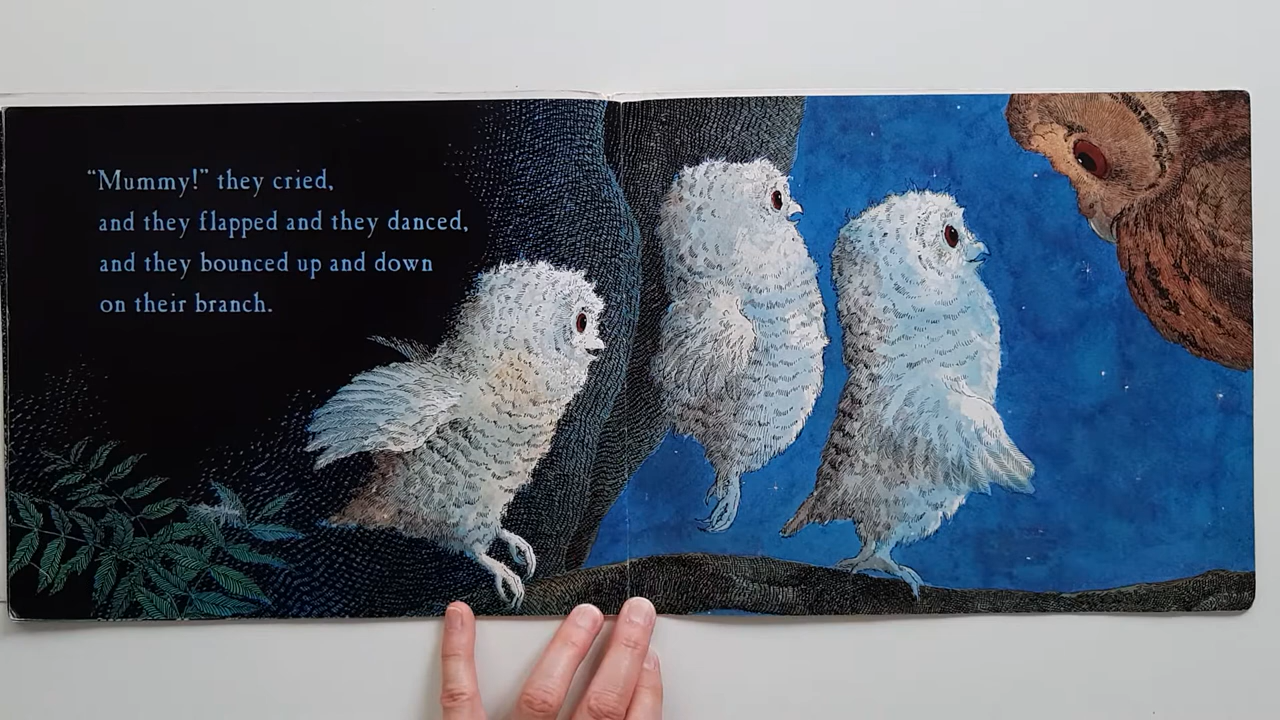 “Mummy!” they cried,
and they flapped and they danced,
and they bounced up and down
on their branch.